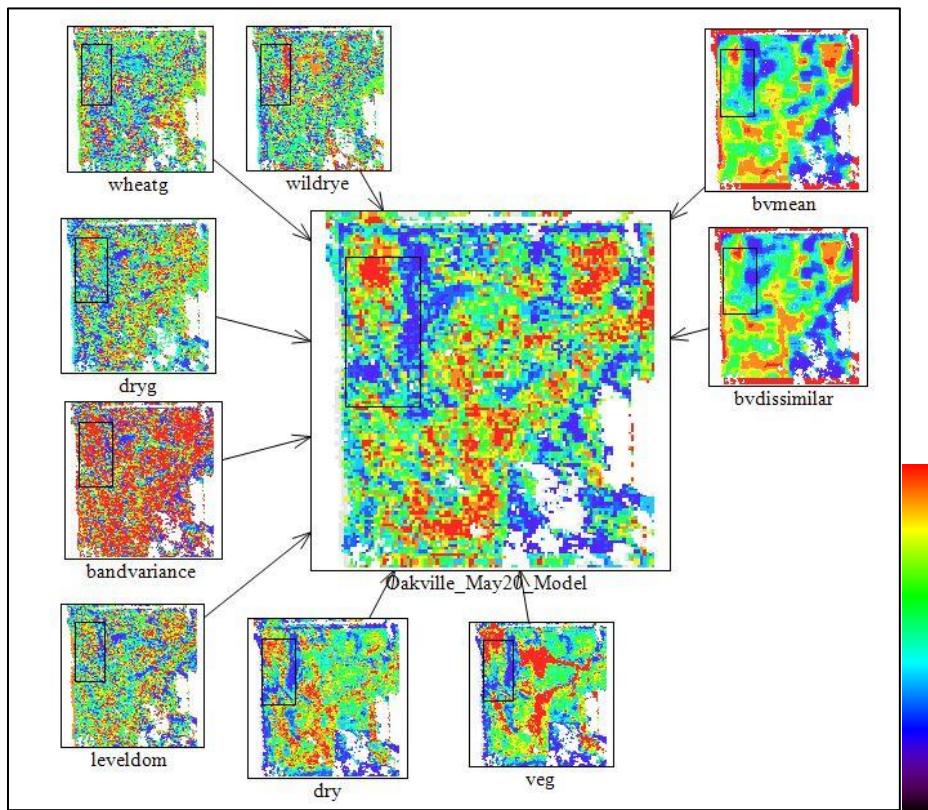 wheatg
wildrye
bvmean
dryg
bvdissimilar
bandvariance
Oakville_May20_Model
leveldom
dry
veg